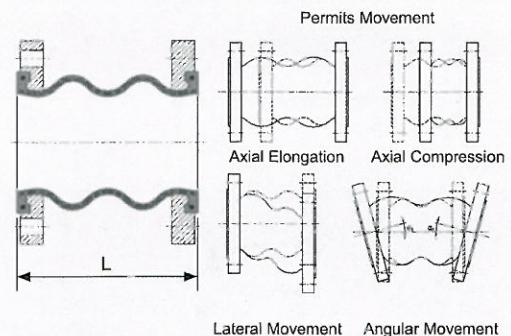 Permits Movement
Axial Elongation Axial Compression
L
Lateral Movement Angular Movement